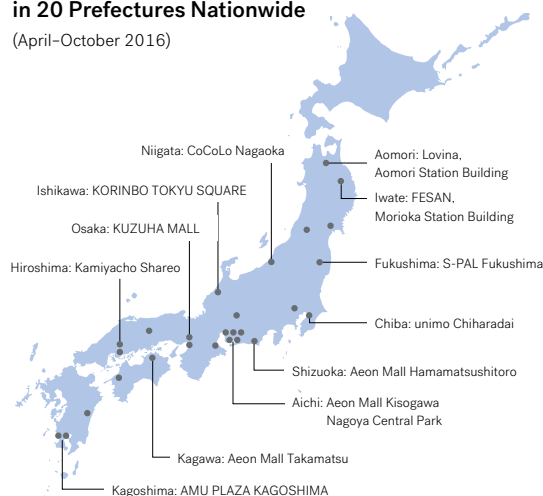 in 20 Prefectures Nationwide
(April–October 2016)
Niigata: CoCoLo Nagaoka
Aomori: Lovina,
Aomori Station Building
Ishikawa: KORINBO TOKYU SQUARE
Iwate: FESAN,
Morioka Station Building
Osaka: KUZUHA MALL
Hiroshima: Kamiyacho Shareo
Fukushima: S-PAL Fukushima
Chiba: unimo Chiharadai
Shizuoka: Aeon Mall Hamamatsushitoro
Aichi: Aeon Mall Kisogawa
Nagoya Central Park
Kagawa: Aeon Mall Takamatsu
Kagoshima: AMU PLAZA KAGOSHIMA